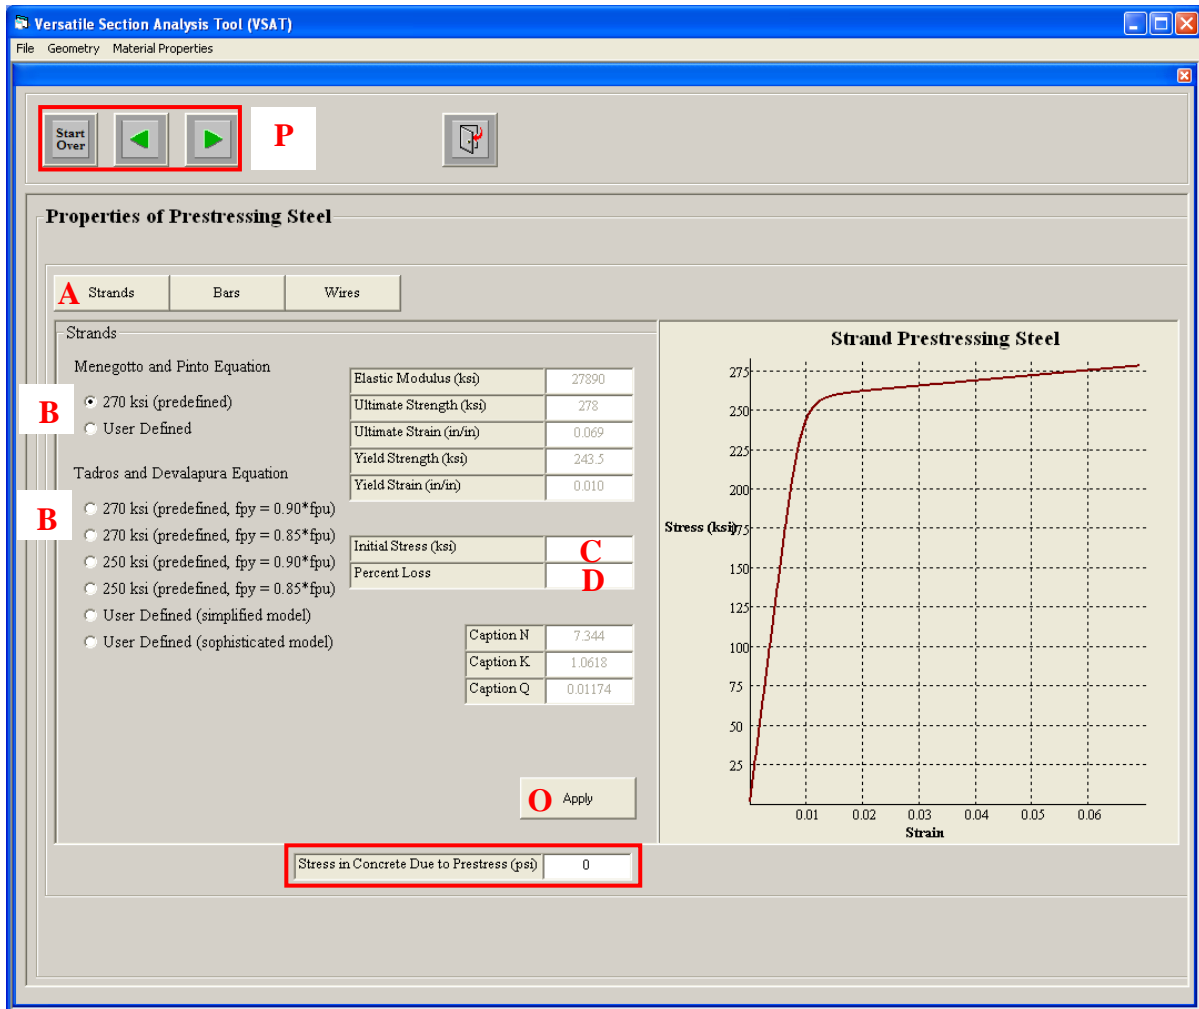 Versatile Section Analysis Tool (VSAT)
File Geometry Material Properties
Start Over
P
Properties of Prestressing Steel
A Strands Bars Wires
Strands
Menegotto and Pinto Equation
B
270 ksi (predefined)
User Defined
Tadros and Devalapura Equation
B
270 ksi (predefined, fpy = 0.90*fpu)
270 ksi (predefined, fpy = 0.85*fpu)
250 ksi (predefined, fpy = 0.90*fpu)
250 ksi (predefined, fpy = 0.85*fpu)
User Defined (simplified model)
User Defined (sophisticated model)
Elastic Modulus (ksi) 27890
Ultimate Strength (ksi) 278
Ultimate Strain (in/in) 0.069
Yield Strength (ksi) 243.5
Yield Strain (in/in) 0.010
Initial Stress (ksi) C
Percent Loss D
Caption N 7.344
Caption K 1.0618
Caption Q 0.01174
O Apply
Stress in Concrete Due to Prestress (psi) 0
Strand Prestressing Steel
275
250
225
200
Stress (ksi) 175
150
125
100
75
50
25
0.01 0.02 0.03 0.04 0.05 0.06
Strain